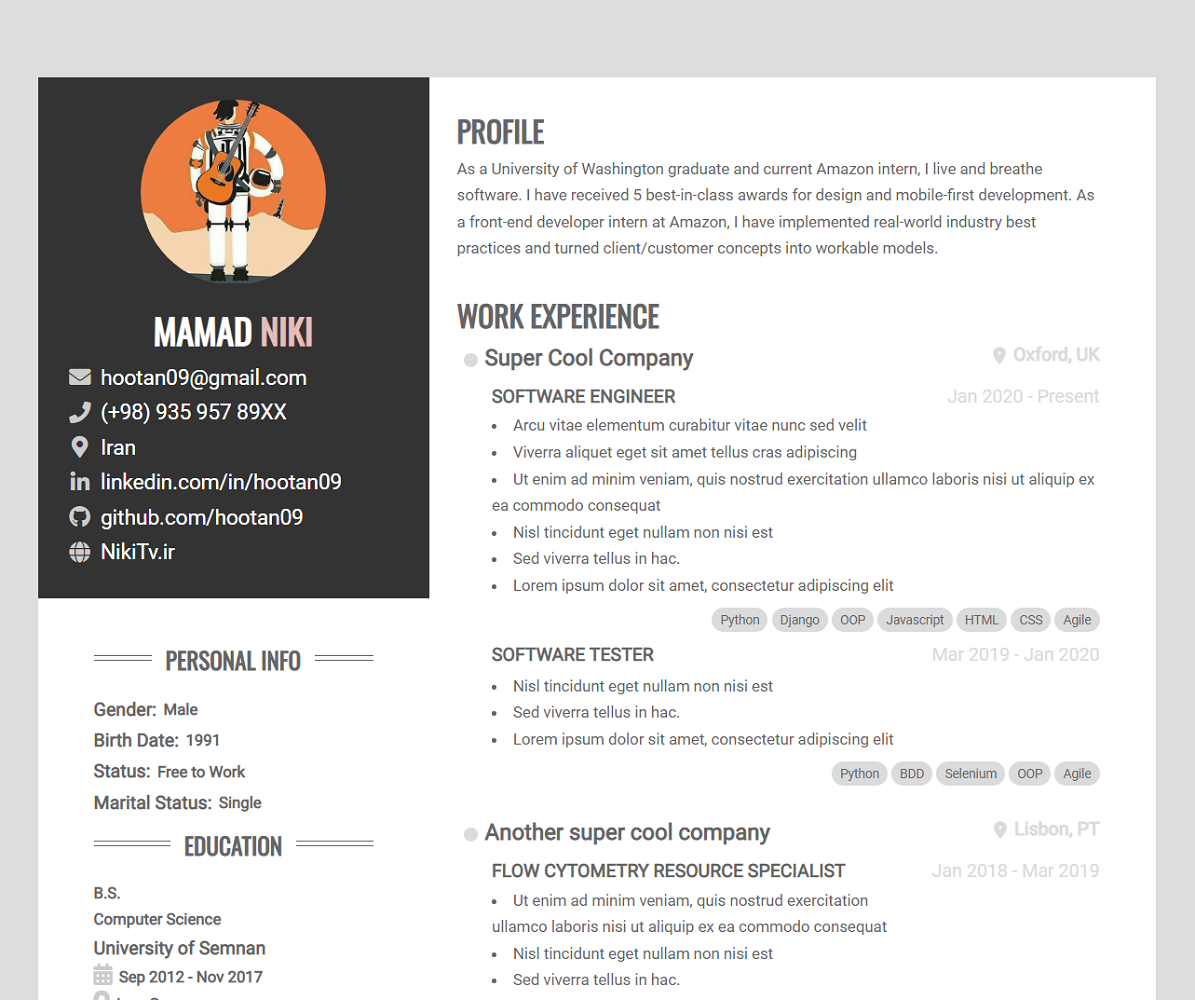 MAMAD NIKI
hootan09@gmail.com
(+98) 935 957 89XX
Iran
linkedin.com/in/hootan09
github.com/hootan09
NikiTv.ir
PERSONAL INFO
Gender: Male
Birth Date: 1991
Status: Free to Work
Marital Status: Single
EDUCATION
B.S.
Computer Science
University of Semnan
Sep 2012 - Nov 2017
PROFILE
As a University of Washington graduate and current Amazon intern, I live and breathe
software. I have received 5 best-in-class awards for design and mobile-first development. As
a front-end developer intern at Amazon, I have implemented real-world industry best
practices and turned client/customer concepts into workable models.
WORK EXPERIENCE
Super Cool Company
Oxford, UK
SOFTWARE ENGINEER
Jan 2020 - Present
• Arcu vitae elementum curabitur vitae nunc sed velit
• Viverra aliquet eget sit amet tellus cras adipiscing
• Ut enim ad minim veniam, quis nostrud exercitation ullamco laboris nisi ut aliquip ex
ea commodo consequat
• Nisl tincidunt eget nullam non nisi est
• Sed viverra tellus in hac.
• Lorem ipsum dolor sit amet, consectetur adipiscing elit
Python Django OOP Javascript HTML CSS Agile
SOFTWARE TESTER
Mar 2019 - Jan 2020
• Nisl tincidunt eget nullam non nisi est
• Sed viverra tellus in hac.
• Lorem ipsum dolor sit amet, consectetur adipiscing elit
Python BDD Selenium OOP Agile
Another super cool company
Lisbon, PT
FLOW CYTOMETRY RESOURCE SPECIALIST
Jan 2018 - Mar 2019
• Ut enim ad minim veniam, quis nostrud exercitation
ullamco laboris nisi ut aliquip ex ea commodo consequat
• Nisl tincidunt eget nullam non nisi est
• Sed viverra tellus in hac.